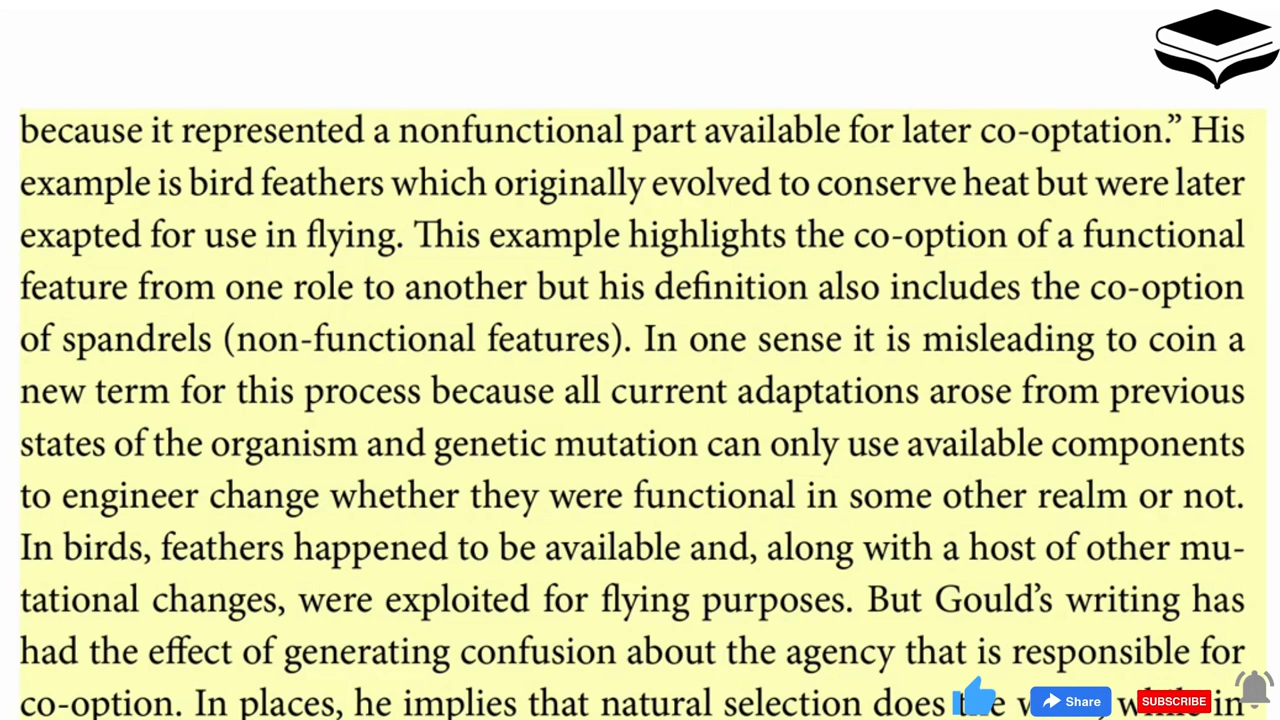 because it represented a nonfunctional part available for later co-optation.” His
example is bird feathers which originally evolved to conserve heat but were later
exapted for use in flying. This example highlights the co-option of a functional
feature from one role to another but his definition also includes the co-option
of spandrels (non-functional features). In one sense it is misleading to coin a
new term for this process because all current adaptations arose from previous
states of the organism and genetic mutation can only use available components
to engineer change whether they were functional in some other realm or not.
In birds, feathers happened to be available and, along with a host of other mu-
tational changes, were exploited for flying purposes. But Gould’s writing has
had the effect of generating confusion about the agency that is responsible for
co-option. In places, he implies that natural selection does in
Share
SUBSCRIBE